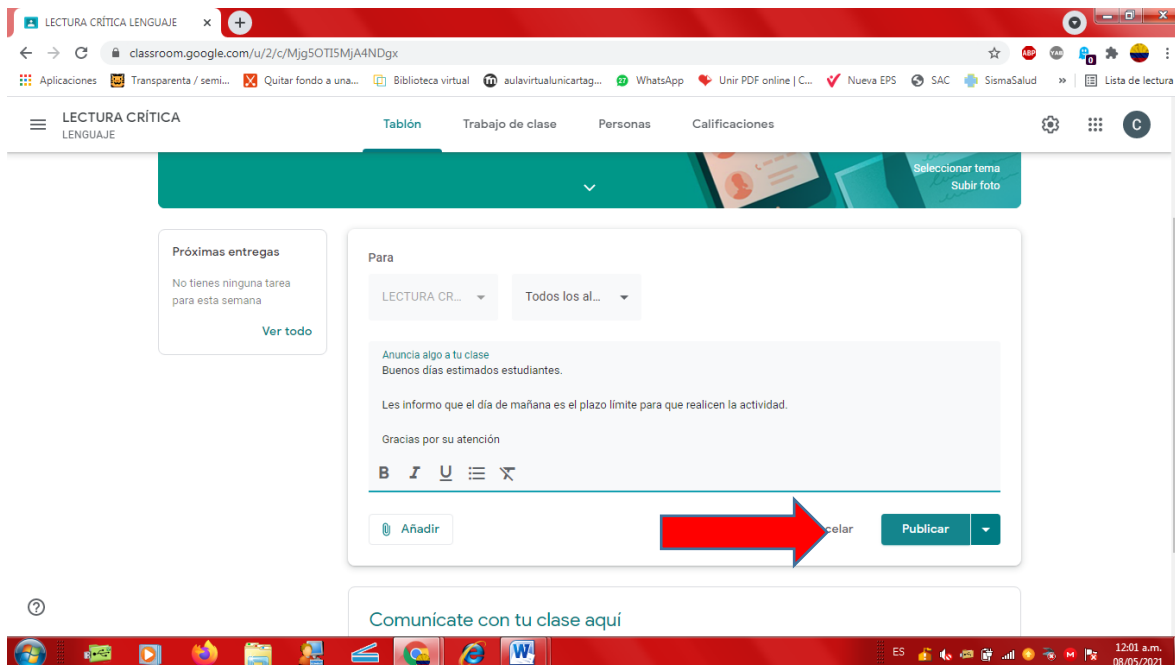 LECTURA CRÍTICA LENGUAJE
classroom.google.com/u/2/c/Mjg5OTI5MjA4NDgx
Aplicaciones Transparenta / semi... Quitar fondo a una... Biblioteca virtual aulavirtualunicartag... WhatsApp Unir PDF online | C... Nueva EPS SAC SismaSalud » Lista de lectura
LECTURA CRÍTICA
LENGUAJE
Tablón Trabajo de clase Personas Calificaciones
C
Seleccionar tema
Subir foto
Próximas entregas
No tienes ninguna tarea
para esta semana
Ver todo
Para
LECTURA CR... Todos los al...
Anuncia algo a tu clase
Buenos días estimados estudiantes.
Les informo que el día de mañana es el plazo límite para que realicen la actividad.
Gracias por su atención
B I U
Añadir
celar Publicar
Comunícate con tu clase aquí
ES
12:01 a.m.
08/05/2021